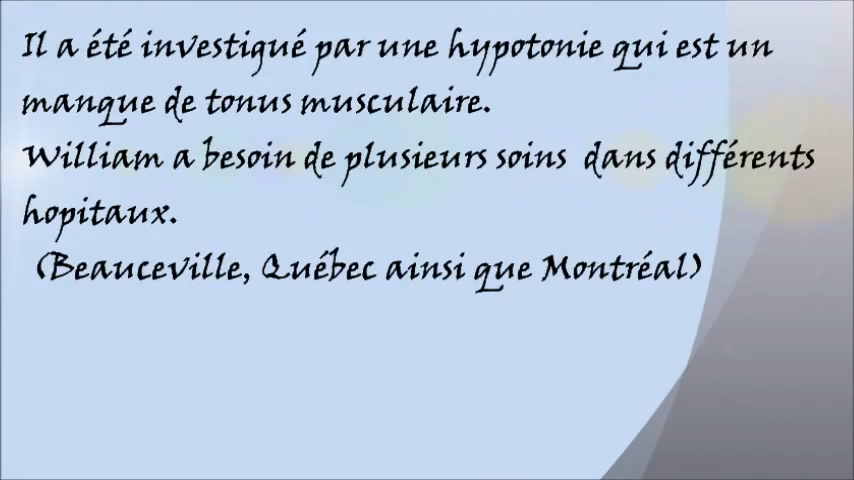 Il a été investigué par une hypotonie qui est un
manque de tonus musculaire.
William a besoin de plusieurs soins dans différents
hopitaux.
(Beauceville, Québec ainsi que Montréal)